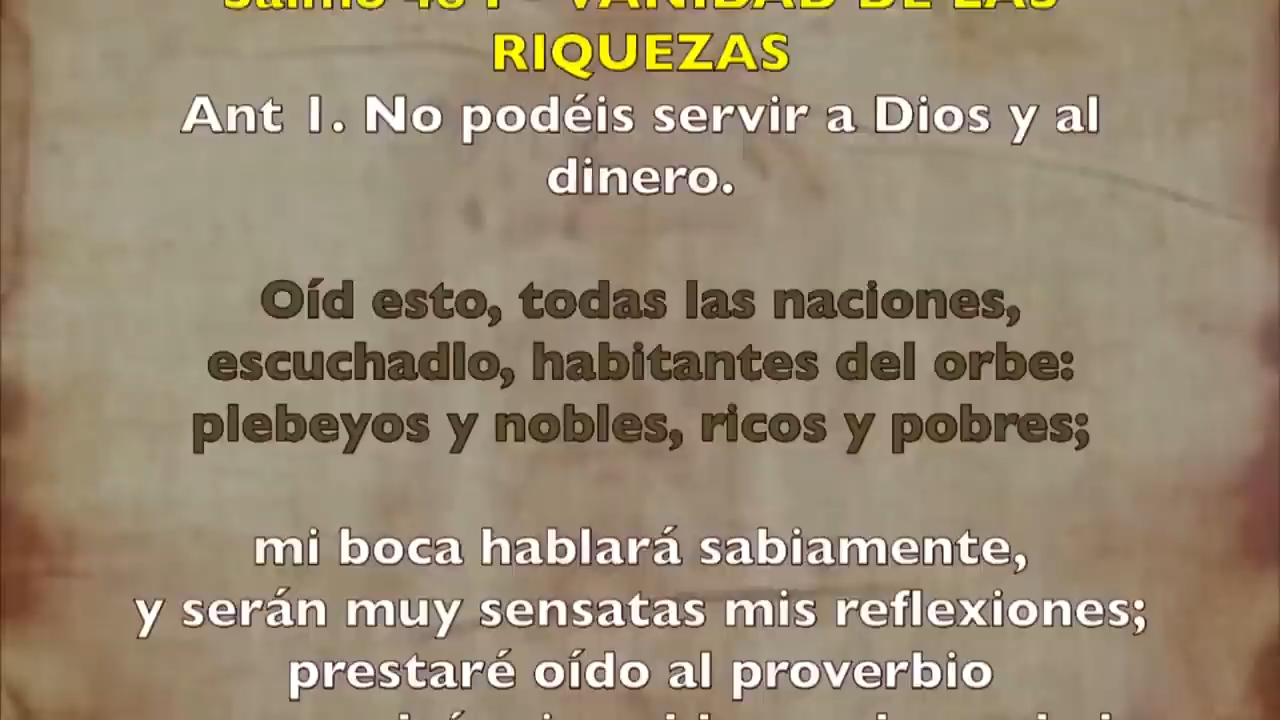 Salmo 48 I - VANIDAD DE LAS
RIQUEZAS
Ant 1. No podéis servir a Dios y al
dinero.
Oíd esto, todas las naciones,
escuchadlo, habitantes del orbe:
plebeyos y nobles, ricos y pobres;
mi boca hablará sabiamente,
y serán muy sensatas mis reflexiones;
prestaré oído al proverbio